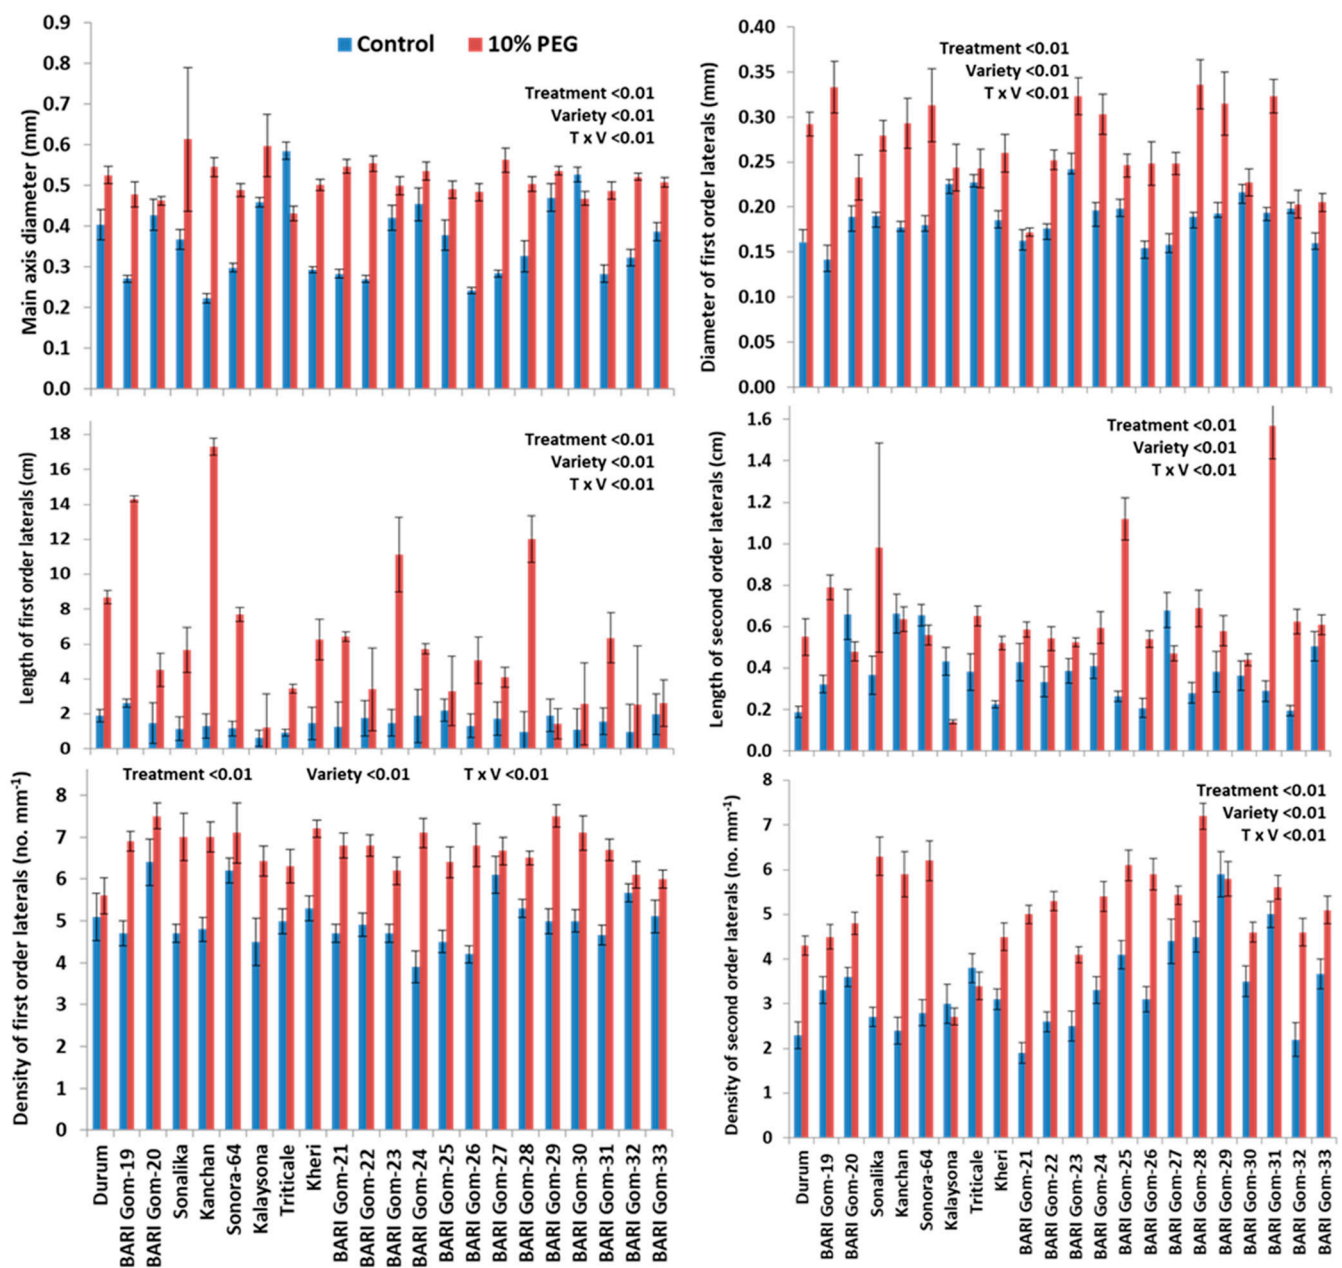 Main axis diameter (mm)
0.9
0.8
0.7
0.6
0.5
0.4
0.3
0.2
0.1
0.0
Control
10% PEG
Treatment <0.01
Variety <0.01
T x V <0.01
Diameter of first order laterals (mm)
0.40
0.35
0.30
0.25
0.20
0.15
0.10
0.05
0.00
Treatment <0.01
Variety <0.01
T x V <0.01
Length of first order laterals (cm)
18
16
14
12
10
8
6
4
2
0
Treatment <0.01
Variety <0.01
T x V <0.01
Length of second order laterals (cm)
1.6
1.4
1.2
1.0
0.8
0.6
0.4
0.2
0.0
Treatment <0.01
Variety <0.01
T x V <0.01
Density of first order laterals (no. mm⁻¹)
Treatment <0.01 Variety <0.01 T x V <0.01
8
7
6
5
4
3
2
1
0
Durum
BARI Gom-19
BARI Gom-20
Sonalika
Kanchan
Sonora-64
Kalaysona
Triticale
Kheri
BARI Gom-21
BARI Gom-22
BARI Gom-23
BARI Gom-24
BARI Gom-25
BARI Gom-26
BARI Gom-27
BARI Gom-28
BARI Gom-29
BARI Gom-30
BARI Gom-31
BARI Gom-32
BARI Gom-33
Density of second order laterals (no. mm⁻¹)
8
7
6
5
4
3
2
1
0
Treatment <0.01
Variety <0.01
T x V <0.01
Durum
BARI Gom-19
BARI Gom-20
Sonalika
Kanchan
Sonora-64
Kalaysona
Triticale
Kheri
BARI Gom-21
BARI Gom-22
BARI Gom-23
BARI Gom-24
BARI Gom-25
BARI Gom-26
BARI Gom-27
BARI Gom-28
BARI Gom-29
BARI Gom-30
BARI Gom-31
BARI Gom-32
BARI Gom-33